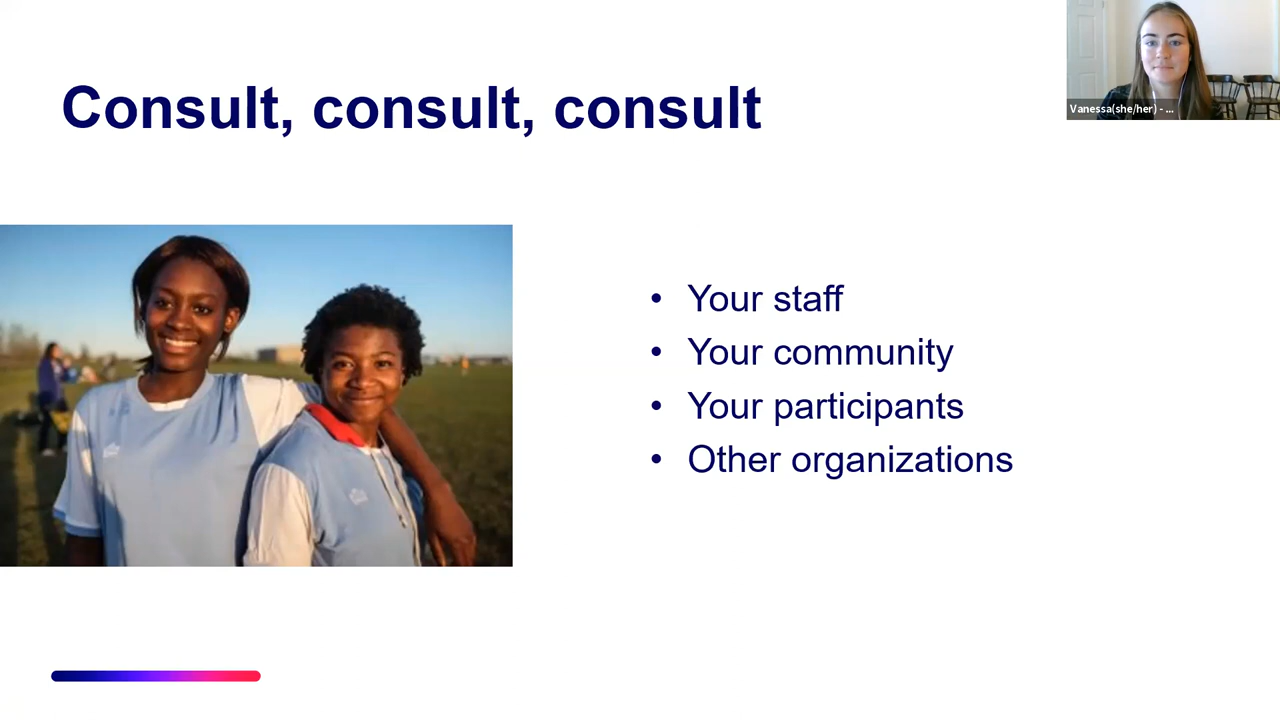 Consult, consult, consult
Vanessa(she/her) - ...
• Your staff
• Your community
• Your participants
• Other organizations